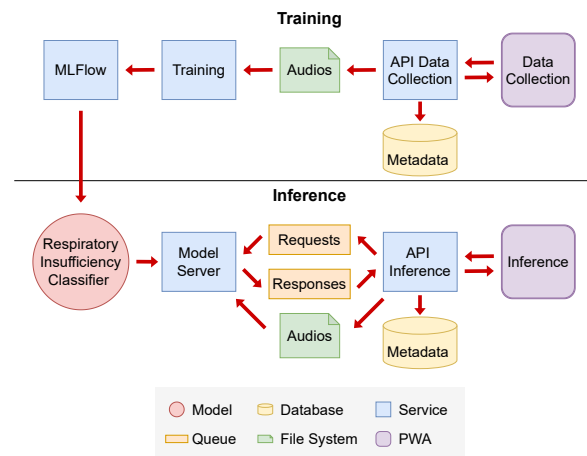 Training
MLFlow
Training
Audios
API Data
Collection
Data
Collection
Metadata
Inference
Respiratory
Insufficiency
Classifier
Model
Server
Requests
Responses
Audios
API
Inference
Inference
Metadata
Model
Database
Service
Queue
File System
PWA